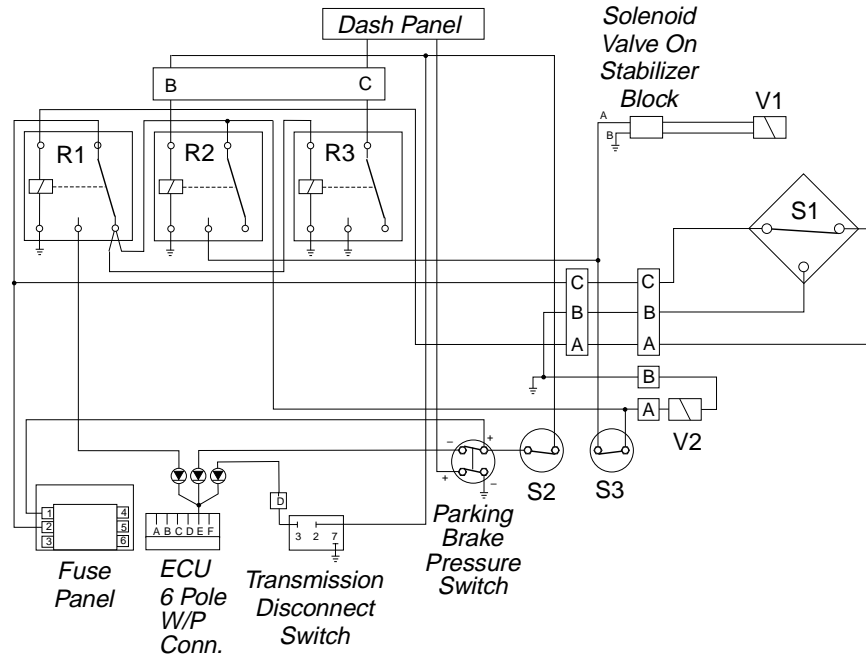 Dash Panel
Solenoid
Valve On
Stabilizer
Block
V1
A
B
B C
R1 R2 R3
S1
C C
B B
A A
B
A
V2
S2
S3
– +
+ –
Parking
Brake
Pressure
Switch
D
1 4
2 5
3 6
A B C D E F
3 2 7
Fuse
Panel
ECU
6 Pole
W/P
Conn.
Transmission
Disconnect
Switch